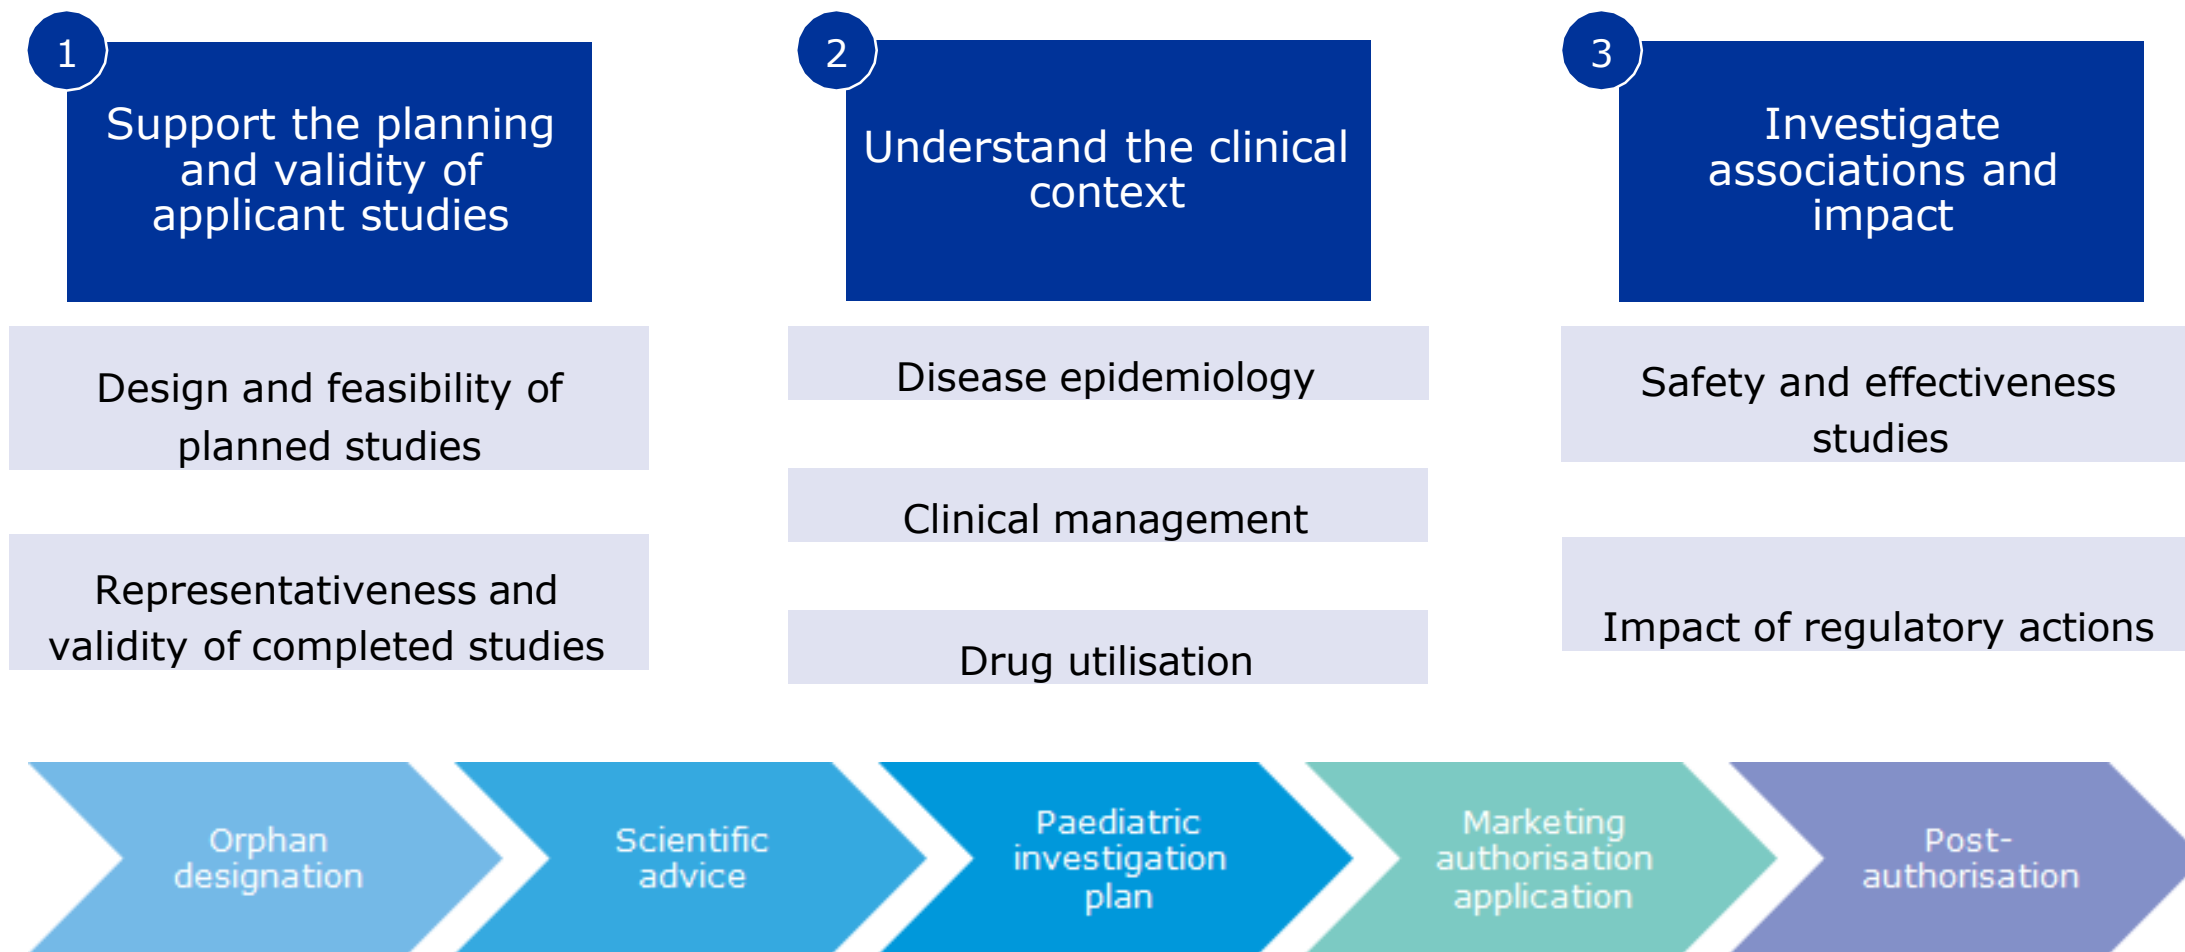 1
Support the planning
and validity of
applicant studies
Design and feasibility of
planned studies
Representativeness and
validity of completed studies
2
Understand the clinical
context
Disease epidemiology
Clinical management
Drug utilisation
3
Investigate
associations and
impact
Safety and effectiveness
studies
Impact of regulatory actions
Orphan
designation
Scientific
advice
Paediatric
investigation
plan
Marketing
authorisation
application
Post-
authorisation